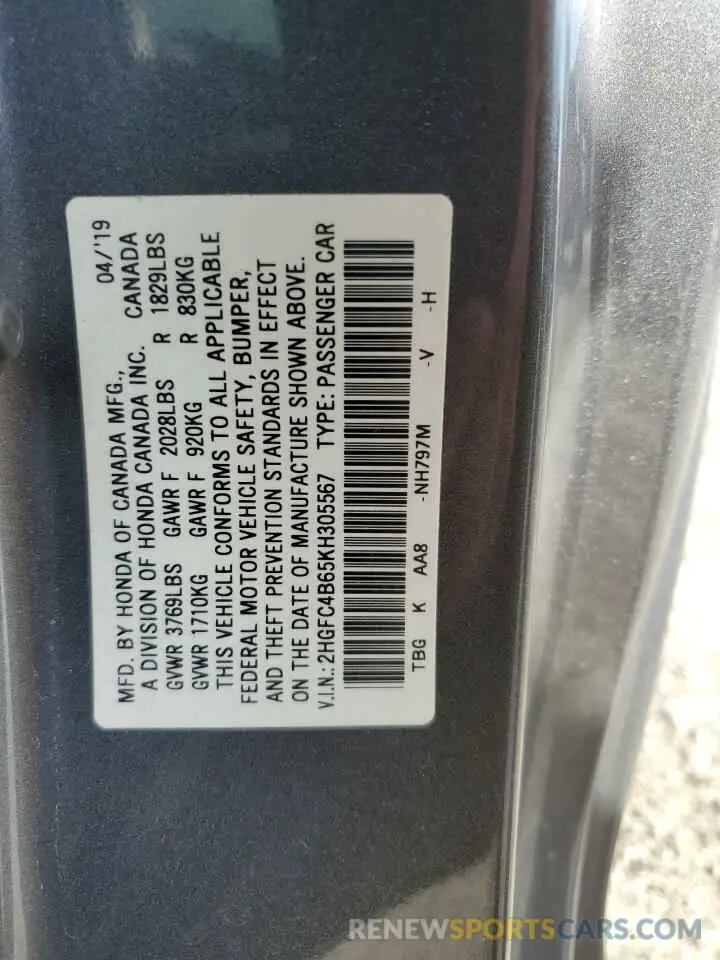 MFD. BY HONDA OF CANADA MFG., 04/'19
A DIVISION OF HONDA CANADA INC. CANADA
GVWR 3769LBS GAWR F 2028LBS R 1829LBS
GVWR 1710KG GAWR F 920KG R 830KG
THIS VEHICLE CONFORMS TO ALL APPLICABLE
FEDERAL MOTOR VEHICLE SAFETY, BUMPER,
AND THEFT PREVENTION STANDARDS IN EFFECT
ON THE DATE OF MANUFACTURE SHOWN ABOVE.
V.I.N.: 2HGFC4B65KH305567 TYPE: PASSENGER CAR
TBG K AA8 -NH797M -V -H
RENEWSPORTSCARS.COM